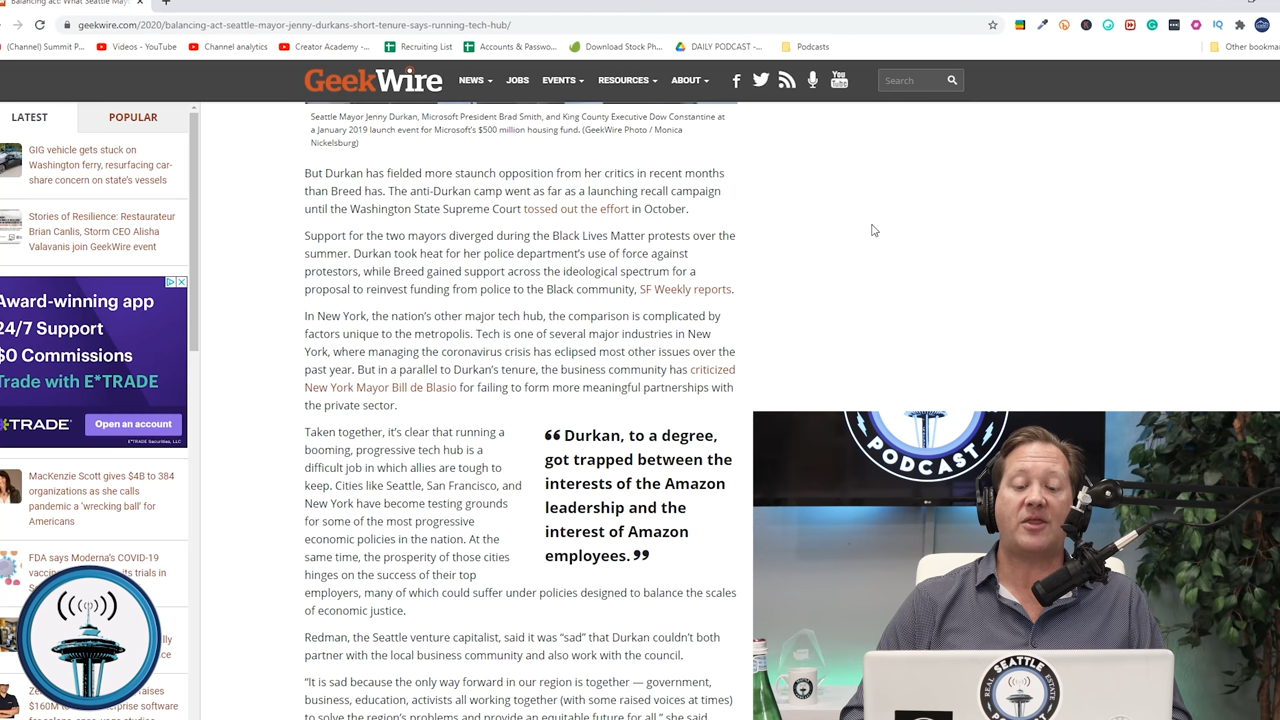 Balancing act: What Seattle May
geekwire.com/2020/balancing-act-seattle-mayor-jenny-durkans-short-tenure-says-running-tech-hub/
(Channel) Summit P...
Videos - YouTube
Channel analytics
Creator Academy -...
Recruiting List
Accounts & Passwo...
Download Stock Ph...
DAILY PODCAST -...
Podcasts
Other bookma
GeekWire
NEWS
JOBS
EVENTS
RESOURCES
ABOUT
You
Tube
Search
LATEST
POPULAR
GIG vehicle gets stuck on
Washington ferry, resurfacing car-
share concern on state's vessels
Stories of Resilience: Restaurateur
Brian Canlis, Storm CEO Alisha
Valavanis join GeekWire event
Award-winning app
24/7 Support
$0 Commissions
Trade with E*TRADE
E*TRADE
Open an account
E*TRADE Securities, LLC
MacKenzie Scott gives $4B to 384
organizations as she calls
pandemic a 'wrecking ball' for
Americans
FDA says Moderna's COVID-19
its trials in
$160M
software
Seattle Mayor Jenny Durkan, Microsoft President Brad Smith, and King County Executive Dow Constantine at
a January 2019 launch event for Microsoft's $500 million housing fund. (GeekWire Photo / Monica
Nickelsburg)
But Durkan has fielded more staunch opposition from her critics in recent months
than Breed has. The anti-Durkan camp went as far as a launching recall campaign
until the Washington State Supreme Court tossed out the effort in October.
Support for the two mayors diverged during the Black Lives Matter protests over the
summer. Durkan took heat for her police department's use of force against
protestors, while Breed gained support across the ideological spectrum for a
proposal to reinvest funding from police to the Black community, SF Weekly reports.
In New York, the nation's other major tech hub, the comparison is complicated by
factors unique to the metropolis. Tech is one of several major industries in New
York, where managing the coronavirus crisis has eclipsed most other issues over the
past year. But in a parallel to Durkan's tenure, the business community has criticized
New York Mayor Bill de Blasio for failing to form more meaningful partnerships with
the private sector.
Taken together, it's clear that running a
booming, progressive tech hub is a
difficult job in which allies are tough to
keep. Cities like Seattle, San Francisco, and
New York have become testing grounds
for some of the most progressive
economic policies in the nation. At the
same time, the prosperity of those cities
hinges on the success of their top
employers, many of which could suffer under policies designed to balance the scales
of economic justice.
❝ Durkan, to a degree,
got trapped between the
interests of the Amazon
leadership and the
interest of Amazon
employees. ❞
Redman, the Seattle venture capitalist, said it was "sad" that Durkan couldn't both
partner with the local business community and also work with the council.
"It is sad because the only way forward in our region is together — government,
business, education, activists all working together (with some raised voices at times)
to solve the region's problems and provide an equitable future for all," she said
PODCAST
REAL
SEATTLE
ESTATE
PODCAST